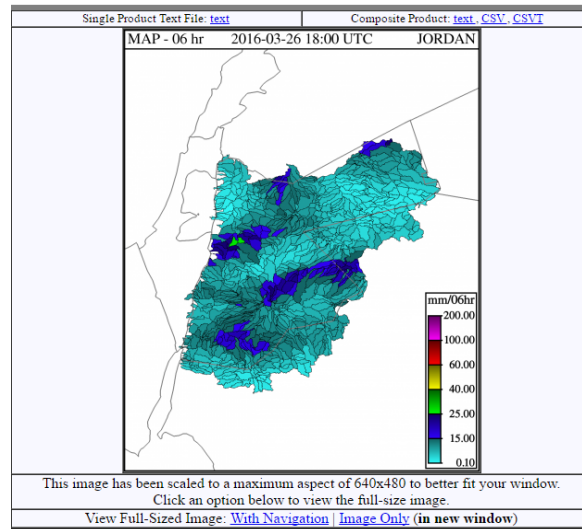 Single Product Text File: text
Composite Product: text , CSV , CSVT
MAP - 06 hr 2016-03-26 18:00 UTC JORDAN
mm/06hr
200.00
100.00
60.00
40.00
25.00
15.00
0.10
This image has been scaled to a maximum aspect of 640x480 to better fit your window.
Click an option below to view the full-size image.
View Full-Sized Image: With Navigation | Image Only (in new window)